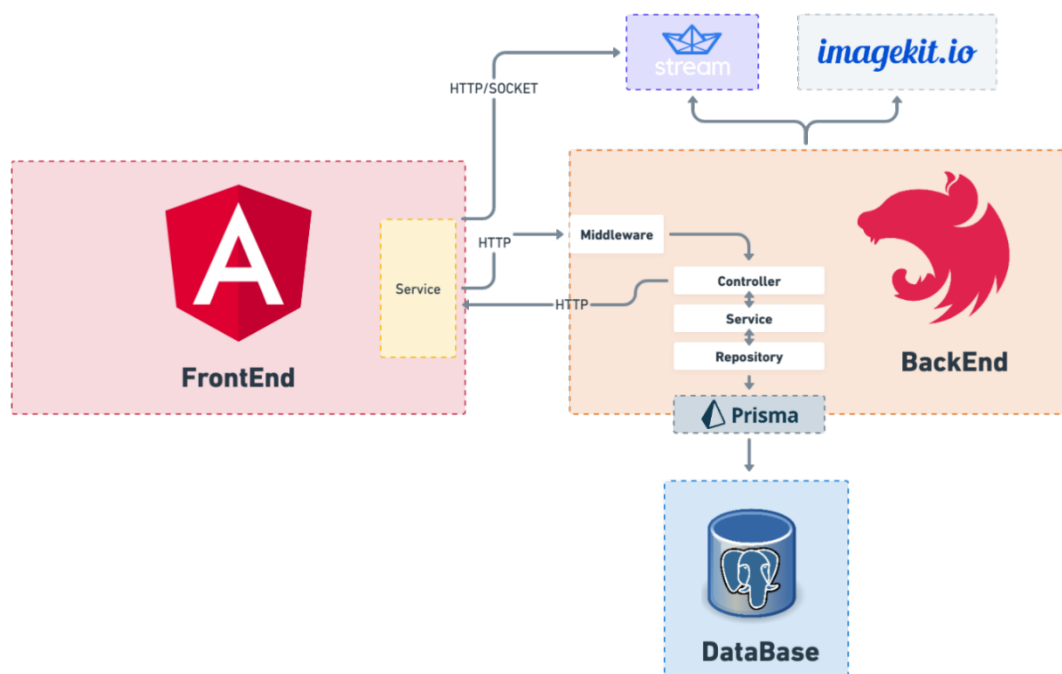 stream
imagekit.io
HTTP/SOCKET
Middleware
HTTP
Controller
Service
HTTP
Service
Repository
FrontEnd
BackEnd
Prisma
DataBase